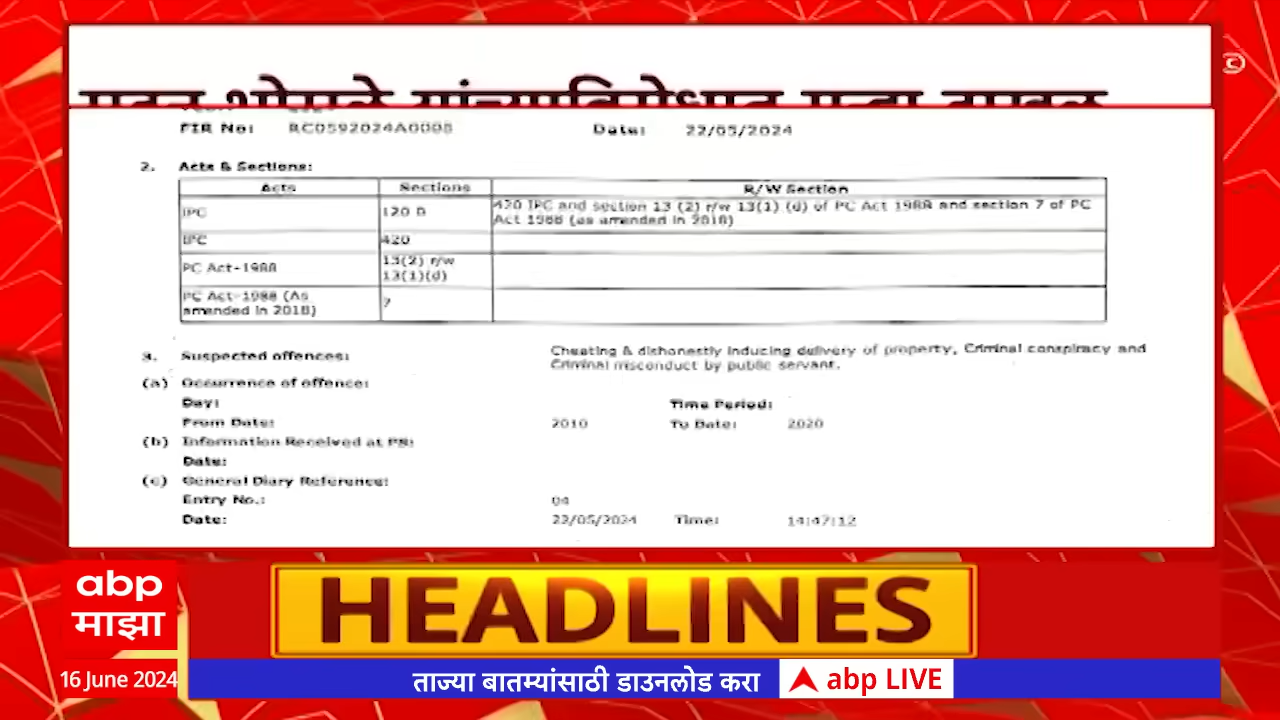 ©
FIR No: RC0592024A0008 Date: 22/05/2024
2. Acts & Sections:
Acts Sections R/W Section
IPC 120 B 420 IPC and section 13 (2) r/w 13(1) (d) of PC Act 1988 and section 7 of PC
Act 1988 (as amended in 2018)
IPC 420
PC Act-1988 13(2) r/w
13(1)(d)
PC Act-1988 (As
amended in 2018) 7
3. Suspected offences: Cheating & dishonestly inducing delivery of property, Criminal conspiracy and
Criminal misconduct by public servant.
(a) Occurrence of offence:
Day: Time Period:
From Date: 2010 To Date: 2020
(b) Information Received at PS:
Date:
(c) General Diary Reference:
Entry No.: 04
Date: 22/05/2024 Time: 14:47:12
abp
माझा
HEADLINES
16 June 2024
ताज्या बातम्यांसाठी डाउनलोड करा abp LIVE